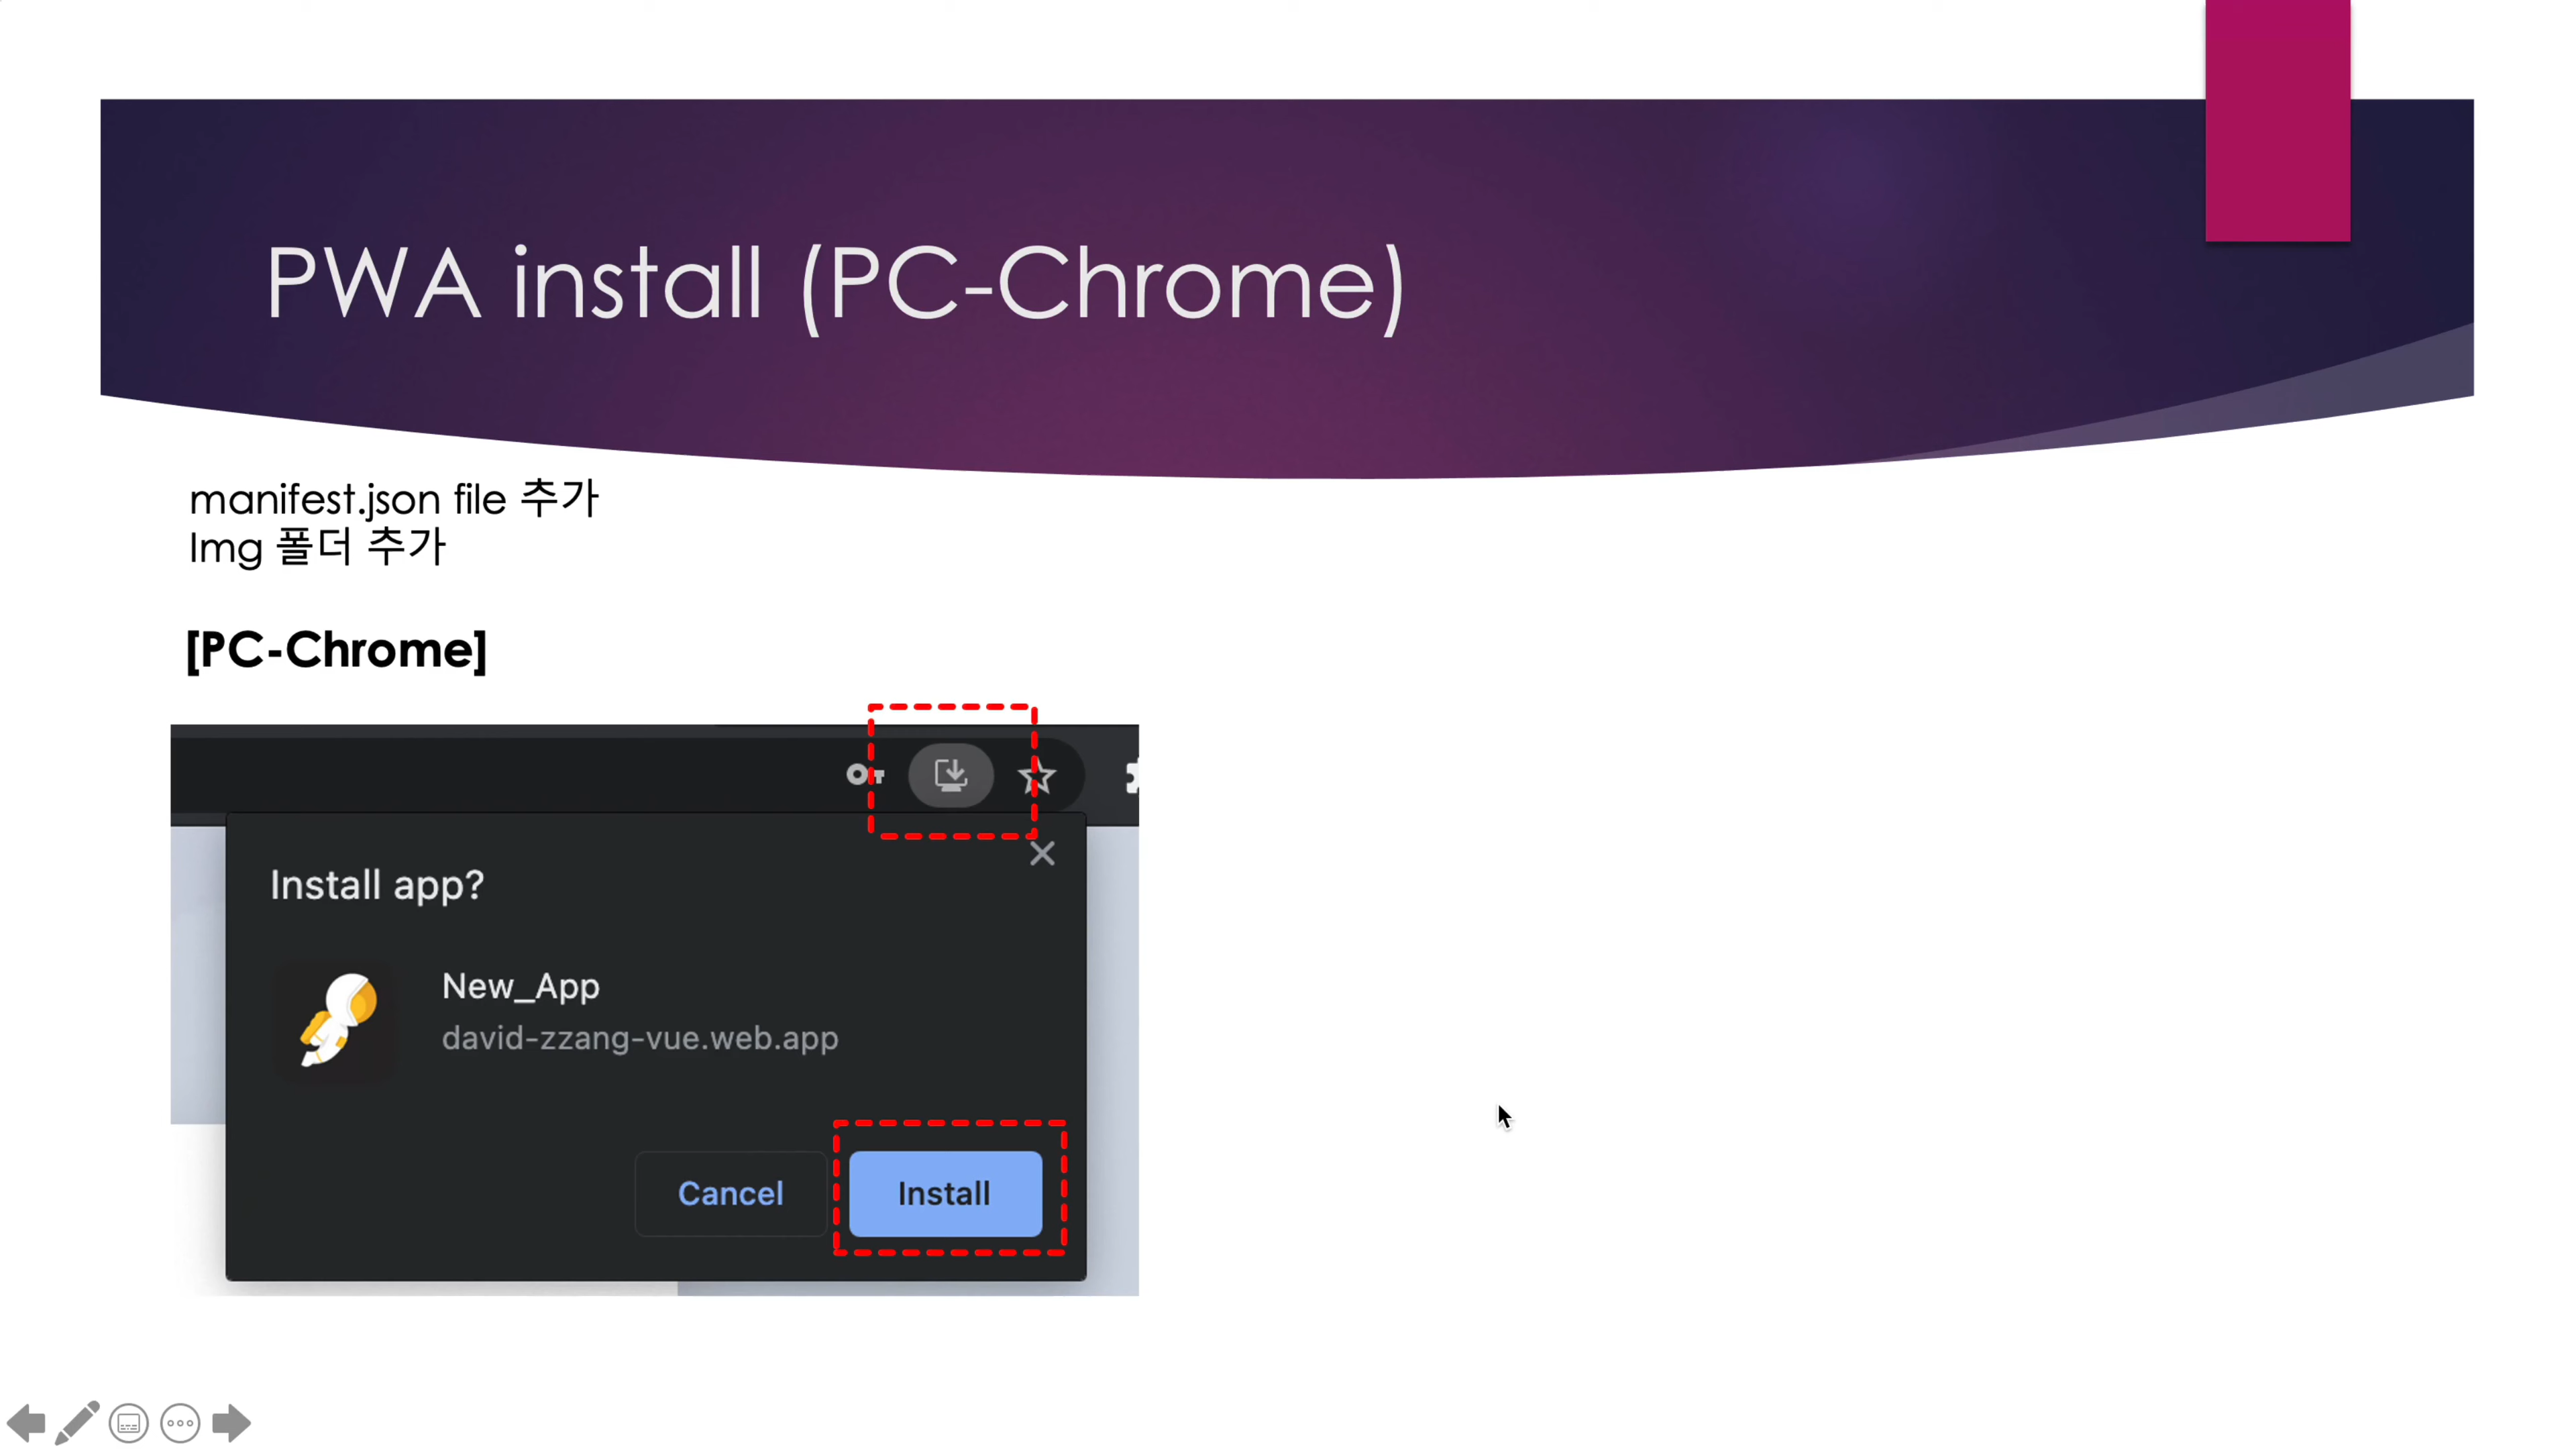 PWA install (PC-Chrome)
manifest.json file 추가
Img 폴더 추가
[PC-Chrome]
Install app?
New_App
david-zzang-vue.web.app
Cancel
Install